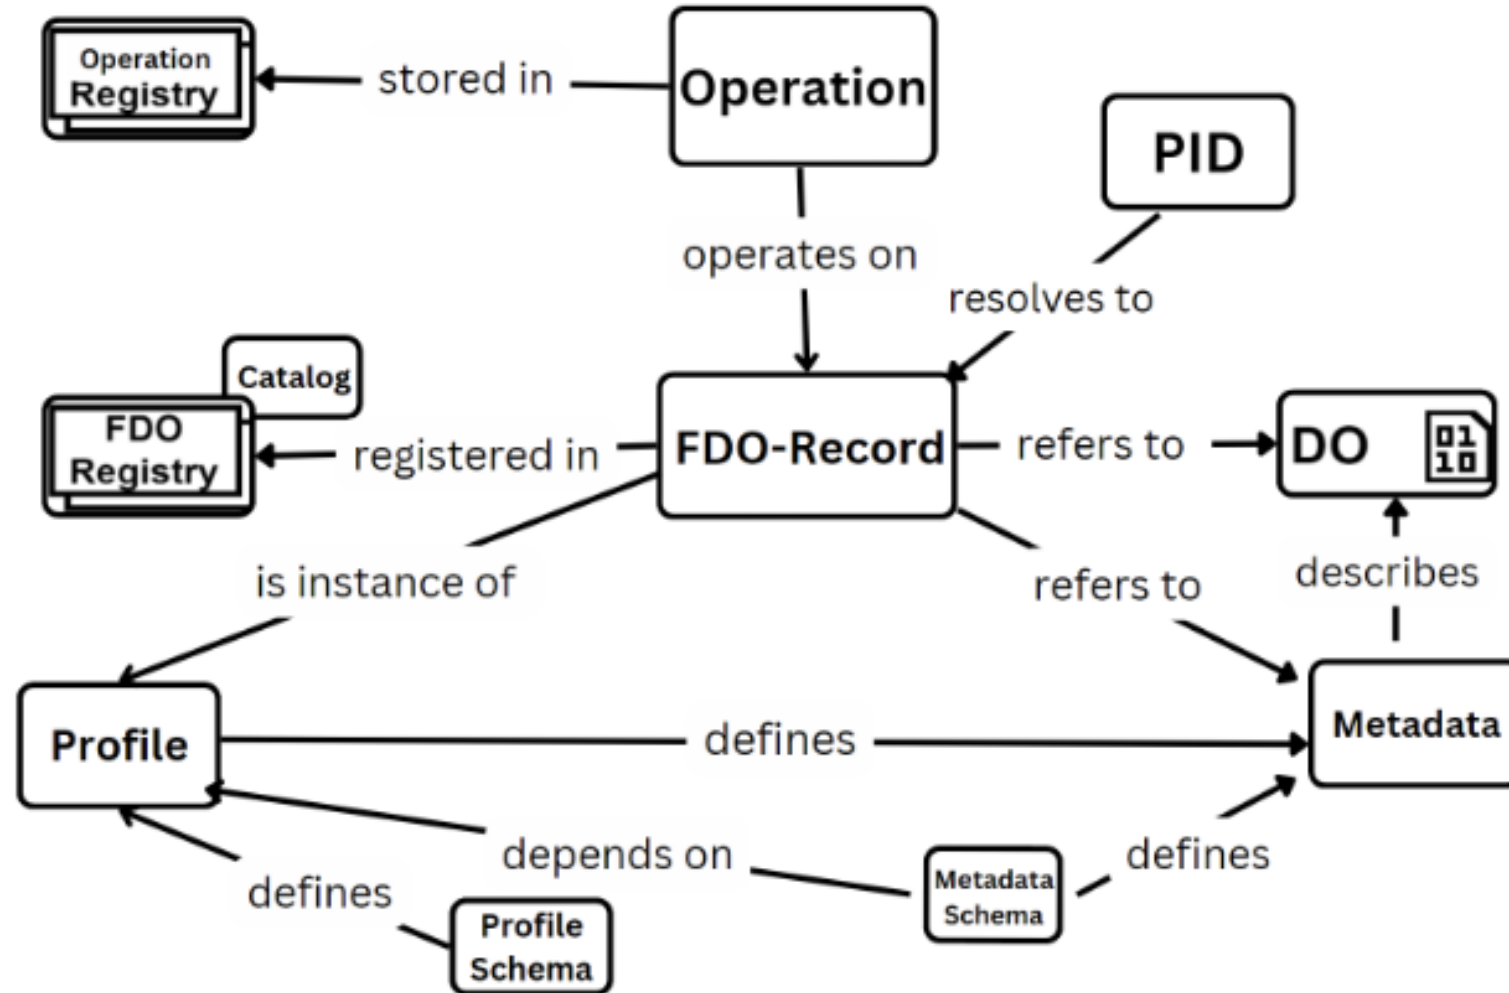 Operation
Registry
stored in
Operation
PID
operates on
resolves to
Catalog
FDO
Registry
registered in
FDO-Record
refers to
DO
01
10
is instance of
refers to
describes
Profile
defines
Metadata
depends on
defines
Metadata
Schema
defines
Profile
Schema